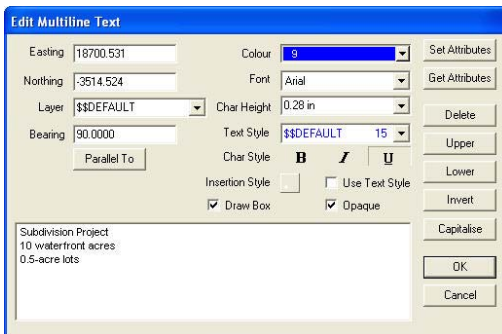 Edit Multiline Text
Easting 18700.531 Colour 9 Set Attributes
Northing -3514.524 Font Arial Get Attributes
Layer $$DEFAULT Char Height 0.28 in Delete
Bearing 90.0000 Text Style $$DEFAULT 15 Upper
Parallel To Char Style B I U Lower
Insertion Style Use Text Style Invert
Draw Box Opaque Capitalise
Subdivision Project
10 waterfront acres
0.5-acre lots
OK
Cancel